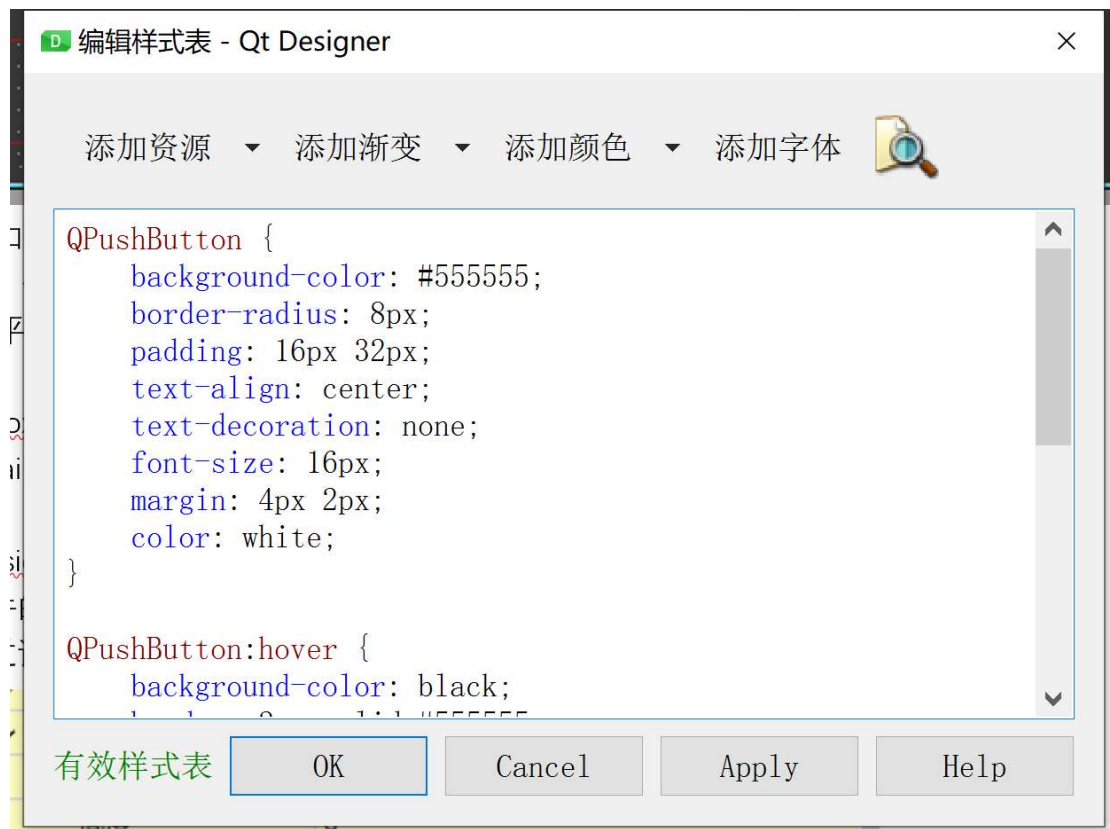 编辑样式表 - Qt Designer
添加资源 添加渐变 添加颜色 添加字体
QPushButton {
    background-color: #555555;
    border-radius: 8px;
    padding: 16px 32px;
    text-align: center;
    text-decoration: none;
    font-size: 16px;
    margin: 4px 2px;
    color: white;
}
QPushButton:hover {
    background-color: black;
有效样式表 OK Cancel Apply Help